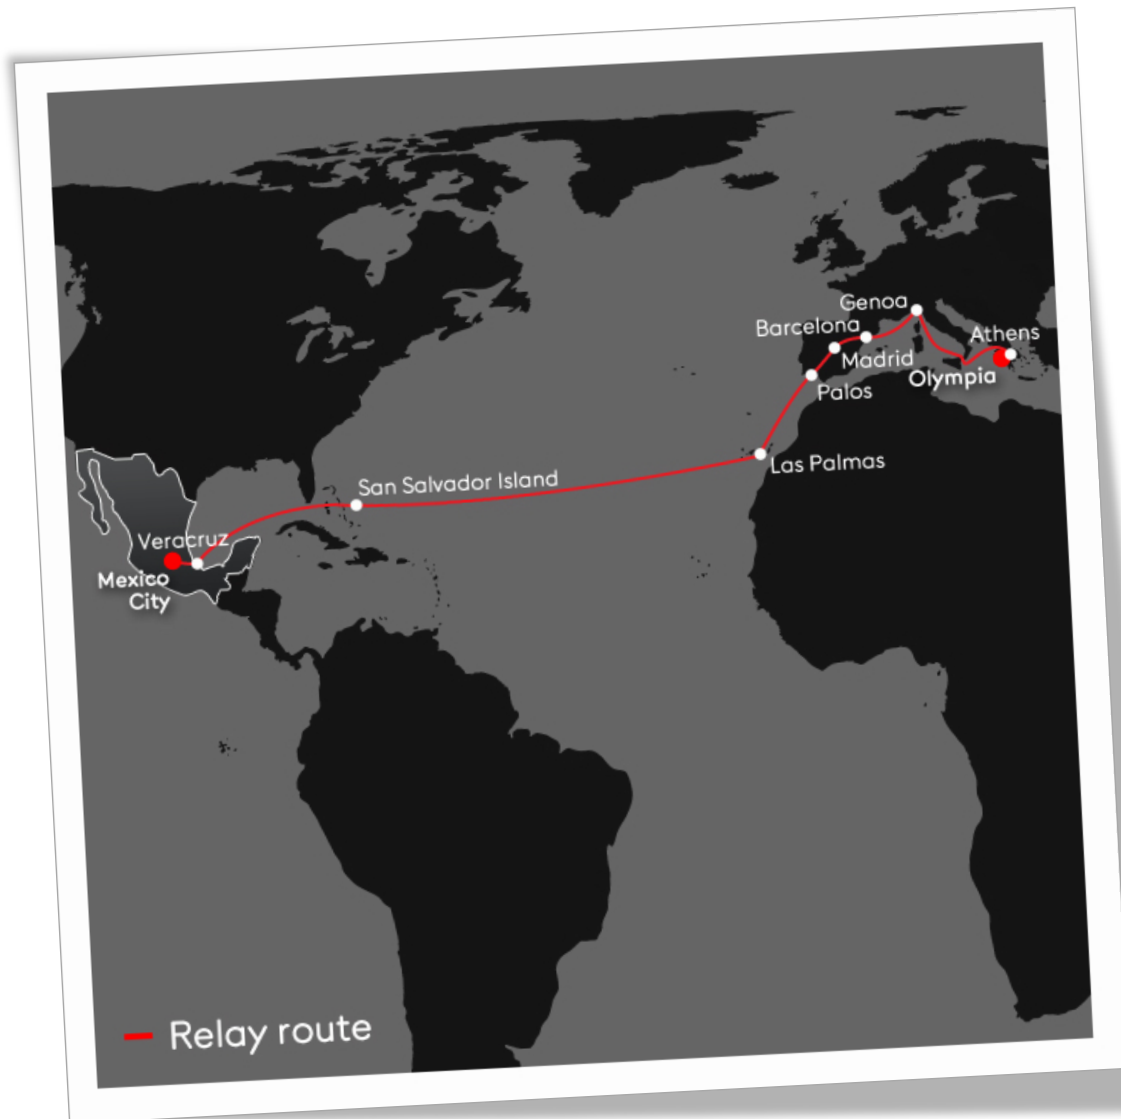 Genoa
Barcelona
Athens
Madrid
Olympia
Palos
Las Palmas
San Salvador Island
Veracruz
Mexico
City
Relay route